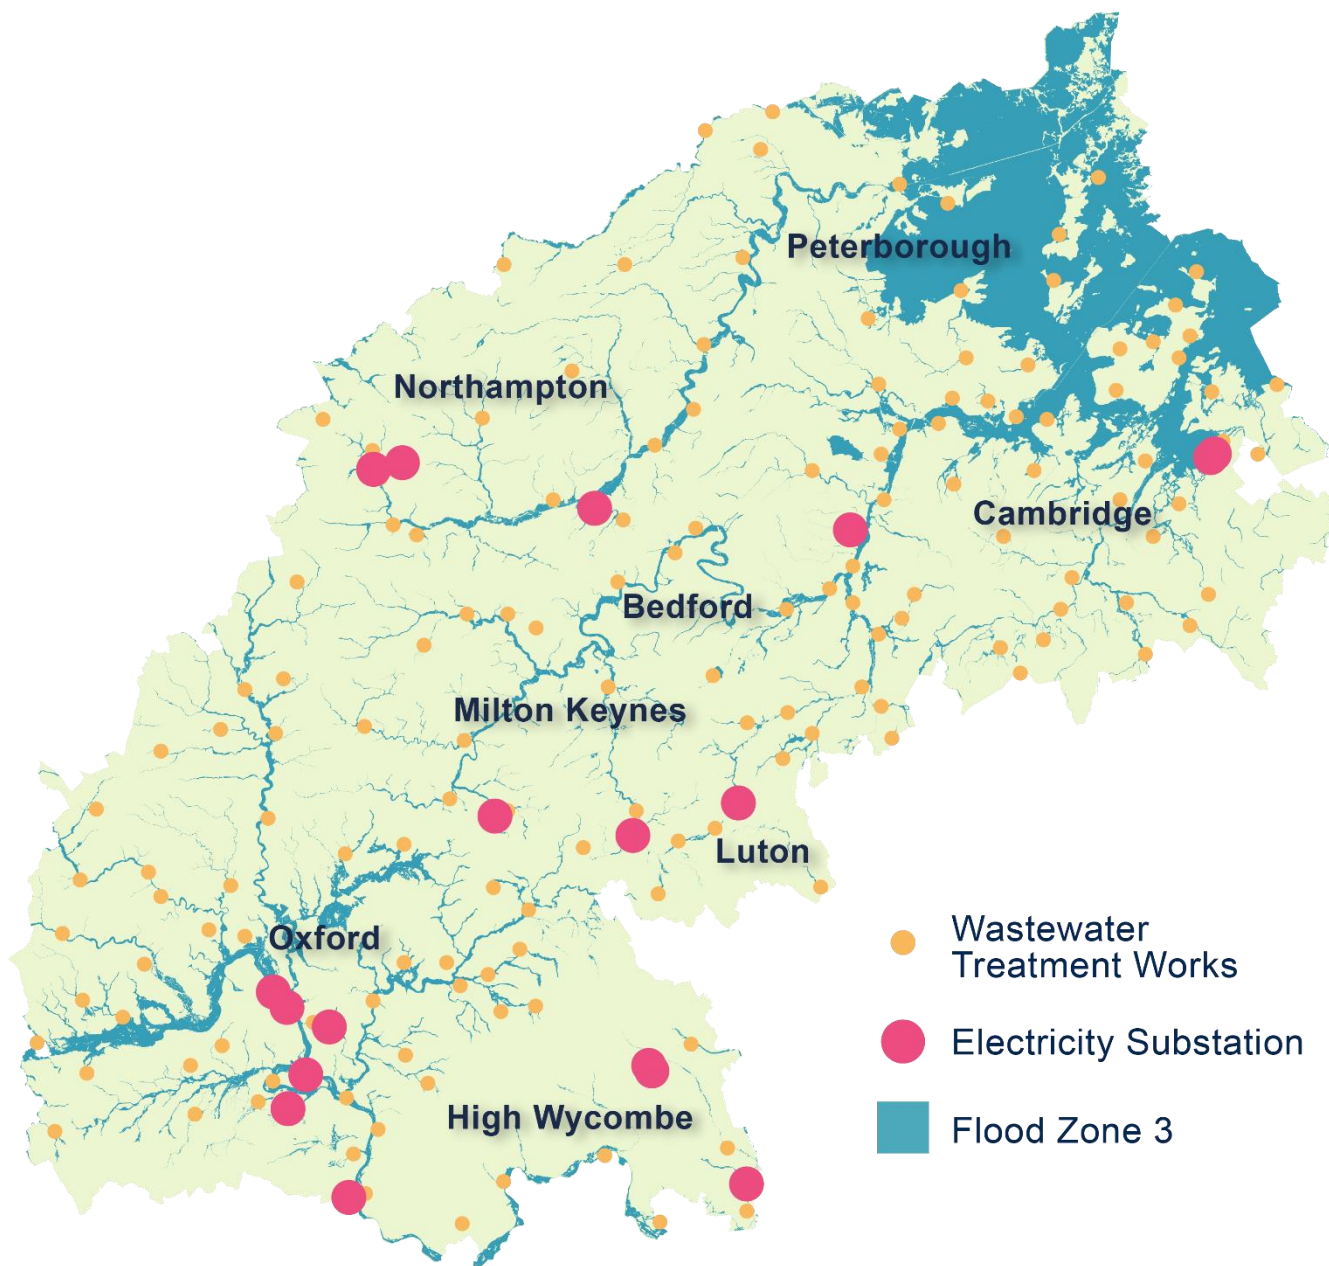 Peterborough
Northampton
Cambridge
Bedford
Milton Keynes
Luton
Oxford
High Wycombe
Wastewater
Treatment Works
Electricity Substation
Flood Zone 3